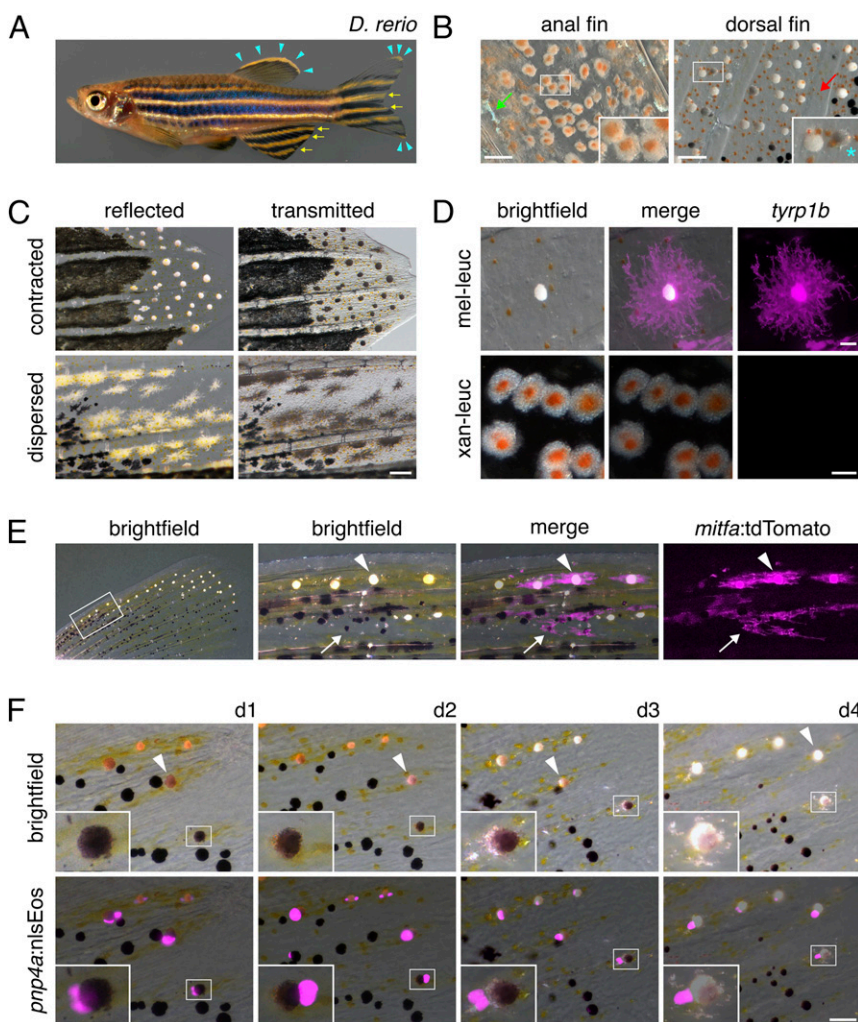 A
D. rerio
B
anal fin
dorsal fin
*
C
reflected
transmitted
contracted
dispersed
D
brightfield
merge
tyrp1b
mel-leuc
xan-leuc
E
brightfield
brightfield
merge
mitfa:tdTomato
F
d1
d2
d3
d4
brightfield
pnp4a:nlsEos